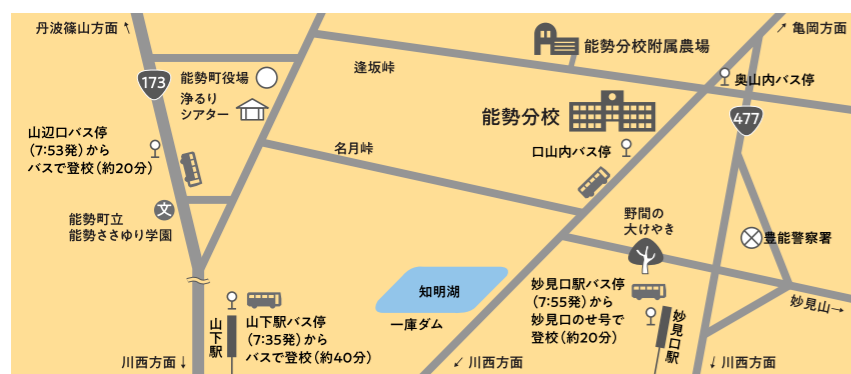 丹波篠山方面↑
173
能勢町役場
浄るり
シアター
山辺口バス停
（7:53発）から
バスで登校（約20分）
文
能勢町立
能勢ささゆり学園
逢坂峠
名月峠
能勢分校附属農場
亀岡方面
奥山内バス停
能勢分校
477
口山内バス停
野間の
大けやき
豊能警察署
妙見山→
知明湖
一庫ダム
妙見口駅バス停
（7:55発）から
妙見口のせ号で
登校（約20分）
妙見口駅
山下駅
山下駅バス停
（7:35発）から
バスで登校（約40分）
川西方面↓
↙川西方面
↓川西方面